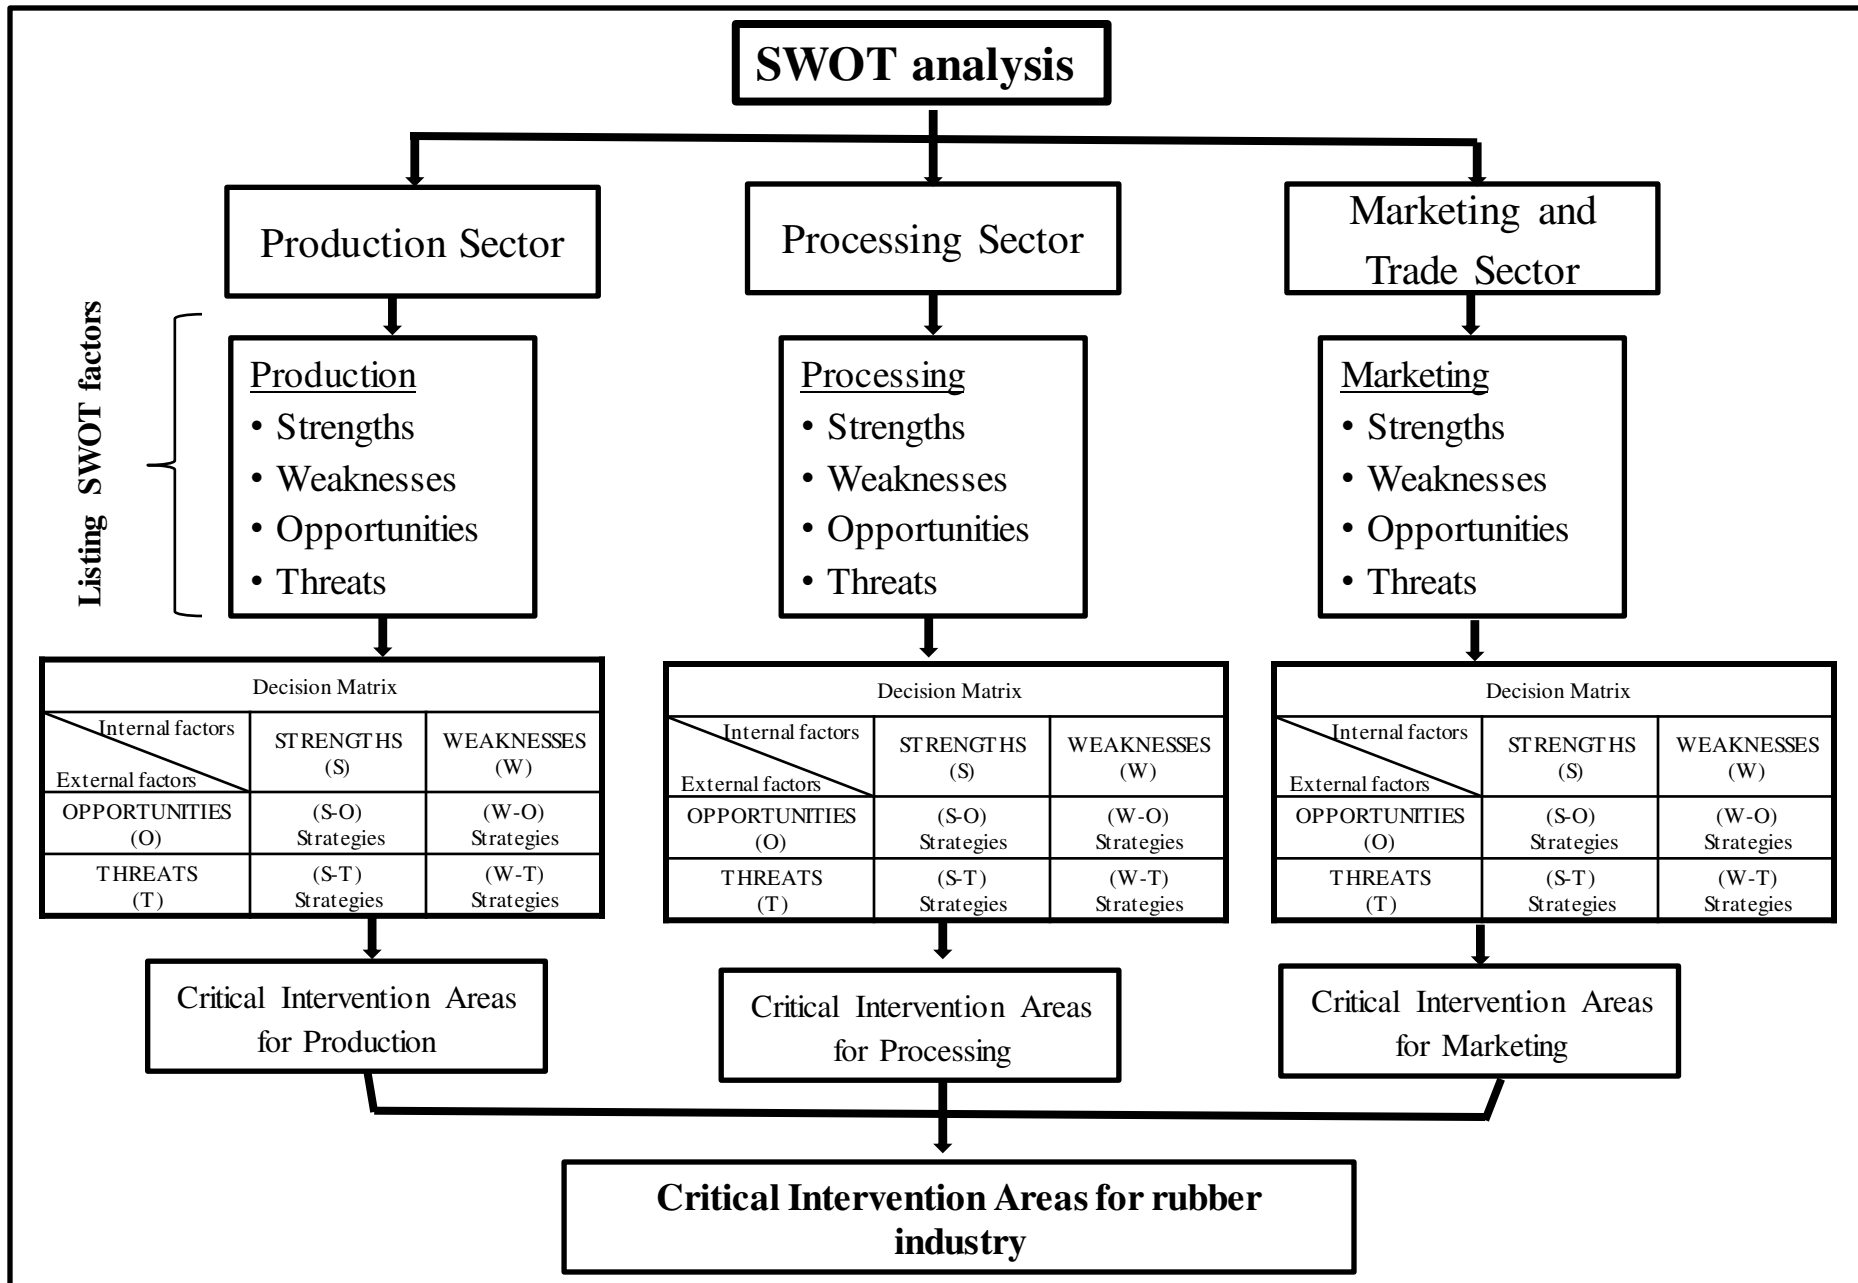 SWOT analysis
Production Sector
Processing Sector
Marketing and
Trade Sector
Listing SWOT factors
Production
• Strengths
• Weaknesses
• Opportunities
• Threats
Processing
• Strengths
• Weaknesses
• Opportunities
• Threats
Marketing
• Strengths
• Weaknesses
• Opportunities
• Threats
Decision Matrix
Internal factors
External factors
STRENGTHS
(S)
WEAKNESSES
(W)
OPPORTUNITIES
(O)
(S-O)
Strategies
(W-O)
Strategies
THREATS
(T)
(S-T)
Strategies
(W-T)
Strategies
Decision Matrix
Internal factors
External factors
STRENGTHS
(S)
WEAKNESSES
(W)
OPPORTUNITIES
(O)
(S-O)
Strategies
(W-O)
Strategies
THREATS
(T)
(S-T)
Strategies
(W-T)
Strategies
Decision Matrix
Internal factors
External factors
STRENGTHS
(S)
WEAKNESSES
(W)
OPPORTUNITIES
(O)
(S-O)
Strategies
(W-O)
Strategies
THREATS
(T)
(S-T)
Strategies
(W-T)
Strategies
Critical Intervention Areas
for Production
Critical Intervention Areas
for Processing
Critical Intervention Areas
for Marketing
Critical Intervention Areas for rubber
industry